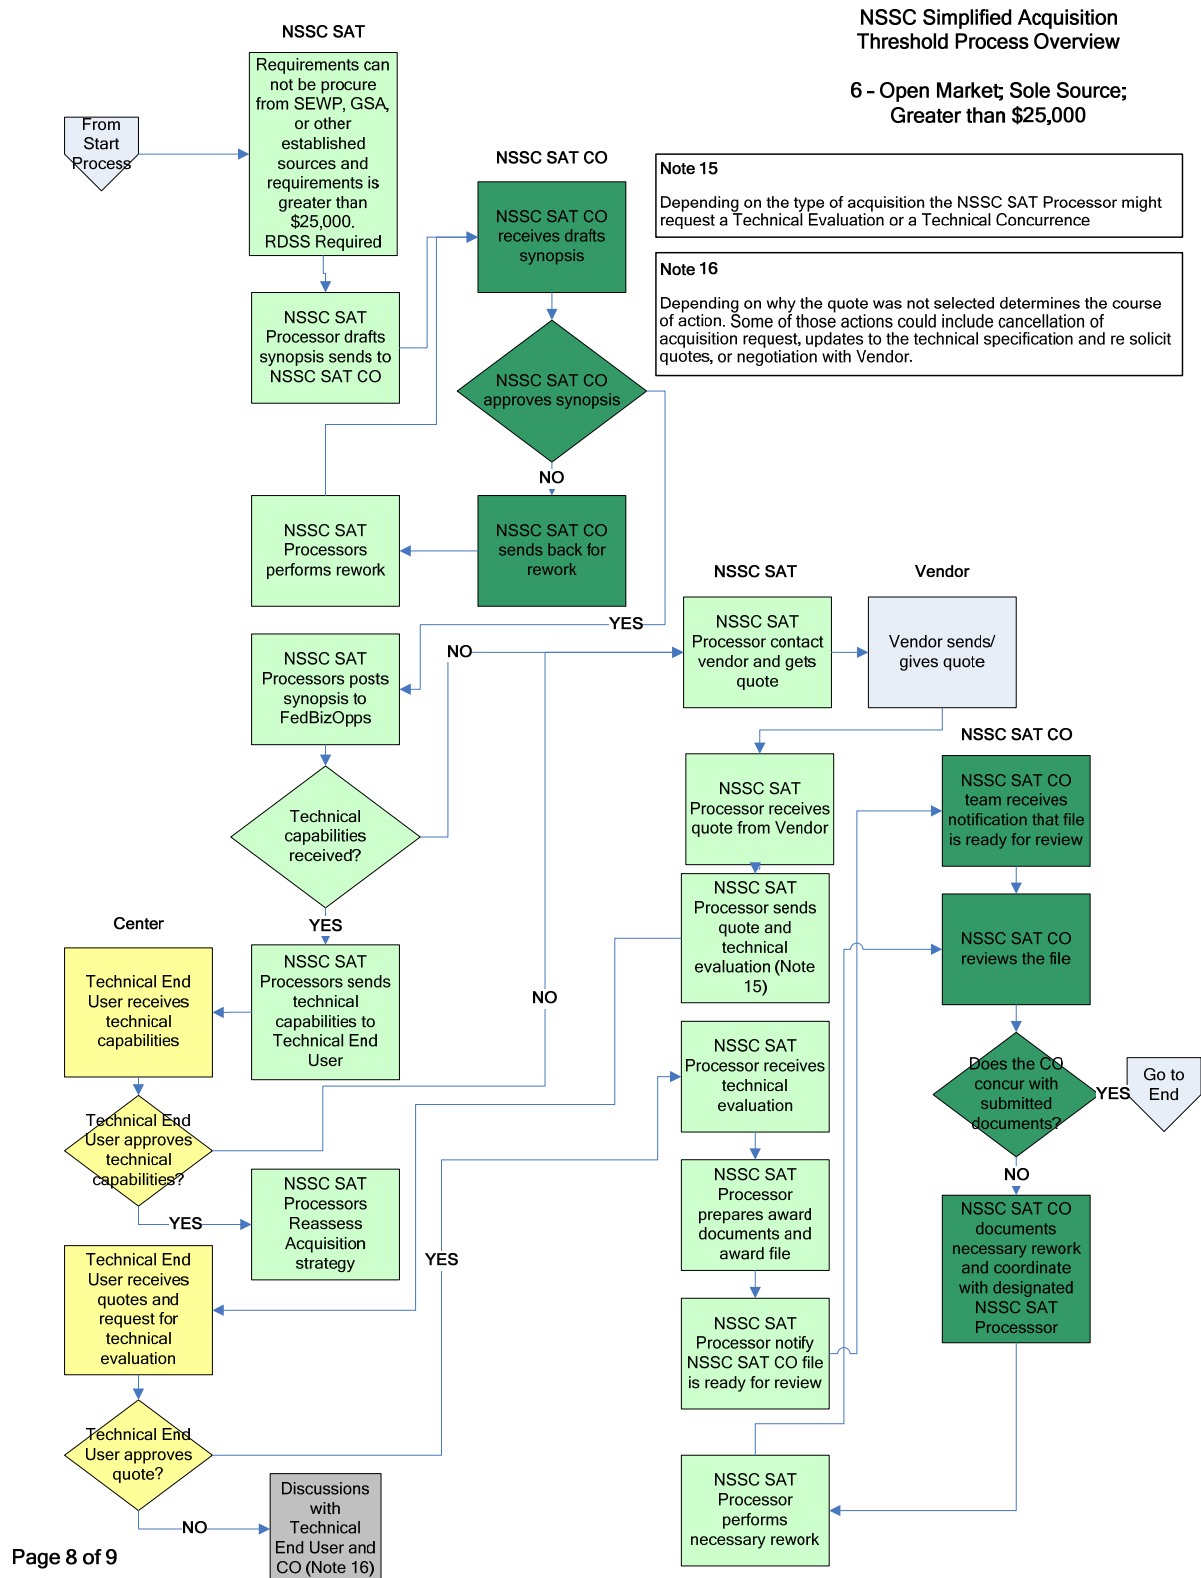 NSSC Simplified Acquisition
Threshold Process Overview
6 - Open Market; Sole Source;
Greater than $25,000
NSSC SAT
Requirements can
not be procure
from SEWP, GSA,
or other
established
sources and
requirements is
greater than
$25,000.
RDSS Required
From
Start
Process
NSSC SAT CO
NSSC SAT CO
receives drafts
synopsis
Note 15
Depending on the type of acquisition the NSSC SAT Processor might
request a Technical Evaluation or a Technical Concurrence
Note 16
Depending on why the quote was not selected determines the course
of action. Some of those actions could include cancellation of
acquisition request, updates to the technical specification and re solicit
quotes, or negotiation with Vendor.
NSSC SAT
Processor drafts
synopsis sends to
NSSC SAT CO
NSSC SAT CO
approves synopsis
NO
NSSC SAT
Processors
performs rework
NSSC SAT CO
sends back for
rework
YES
NSSC SAT
Vendor
NSSC SAT
Processors posts
synopsis to
FedBizOpps
NO
NSSC SAT
Processor contact
vendor and gets
quote
Vendor sends/
gives quote
NSSC SAT CO
Technical
capabilities
received?
NSSC SAT
Processor receives
quote from Vendor
NSSC SAT CO
team receives
notification that file
is ready for review
YES
Center
NSSC SAT
Processor sends
quote and
technical
evaluation (Note
15)
NSSC SAT CO
reviews the file
Technical End
User receives
technical
capabilities
NSSC SAT
Processors sends
technical
capabilities to
Technical End
User
NO
NSSC SAT
Processor receives
technical
evaluation
Does the CO
concur with
submitted
documents?
YES
Go to
End
Technical End
User approves
technical
capabilities?
NO
YES
NSSC SAT
Processors
Reassess
Acquisition
strategy
NSSC SAT
Processor
prepares award
documents and
award file
NSSC SAT CO
documents
necessary rework
and coordinate
with designated
NSSC SAT
Processsor
Technical End
User receives
quotes and
request for
technical
evaluation
YES
NSSC SAT
Processor notify
NSSC SAT CO file
is ready for review
Technical End
User approves
quote?
NO
Discussions
with
Technical
End User and
CO (Note 16)
NSSC SAT
Processor
performs
necessary rework
Page 8 of 9